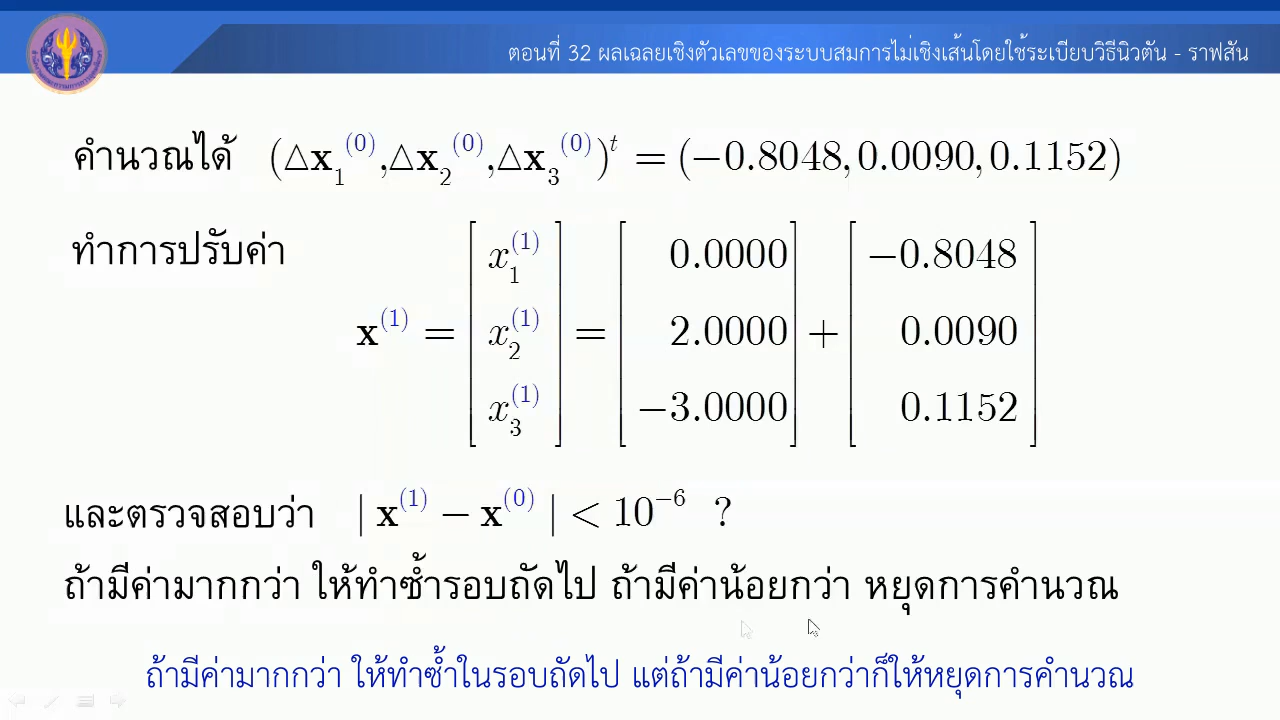 ตอนที่ 32 ผลเฉลยเชิงตัวเลขของระบบสมการไม่เชิงเส้นโดยใช้ระเบียบวิธีนิวตัน - ราฟสัน
คำนวณได้ (△x₁⁽⁰⁾,△x₂⁽⁰⁾,△x₃⁽⁰⁾)ᵗ = (−0.8048,0.0090,0.1152)
ทำการปรับค่า
x⁽¹⁾ = [x₁⁽¹⁾ x₂⁽¹⁾ x₃⁽¹⁾] = [0.0000 2.0000 −3.0000] + [−0.8048 0.0090 0.1152]
และตรวจสอบว่า | x⁽¹⁾ − x⁽⁰⁾ | < 10⁻⁶ ?
ถ้ามีค่ามากกว่า ให้ทำซ้ำรอบถัดไป ถ้ามีค่าน้อยกว่า หยุดการคำนวณ
ถ้ามีค่ามากกว่า ให้ทำซ้ำในรอบถัดไป แต่ถ้ามีค่าน้อยกว่าก็ให้หยุดการคำนวณ